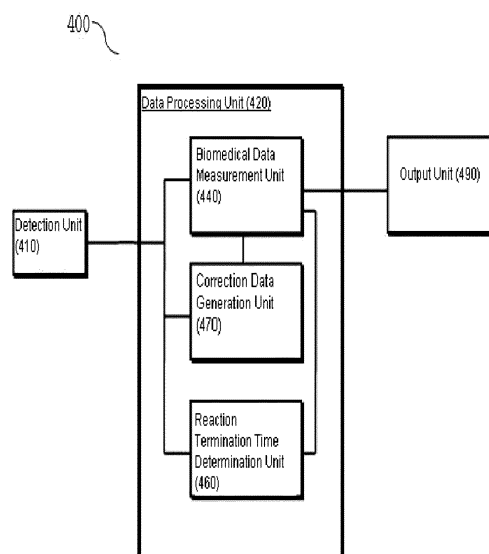 400
Data Processing Unit (420)
Biomedical Data
Measurement Unit
(440)
Output Unit (490)
Detection Unit
(410)
Correction Data
Generation Unit
(470)
Reaction
Termination Time
Determination Unit
(460)